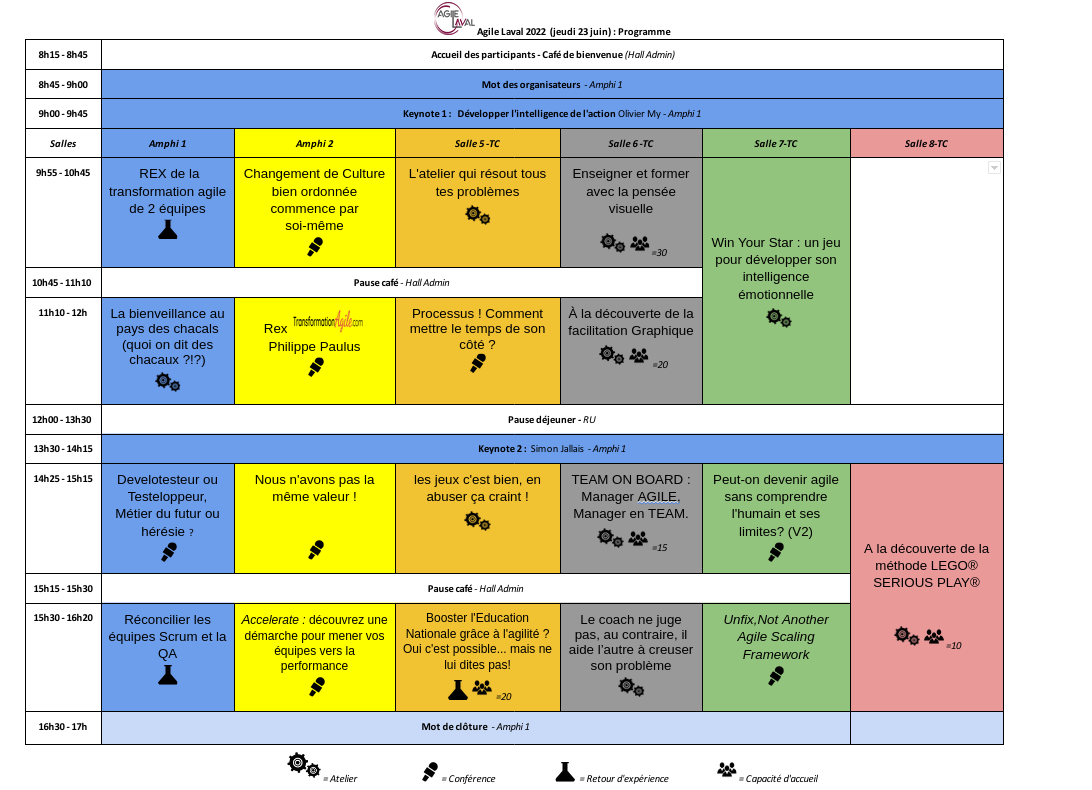 AGILE LAVAL
Agile Laval 2022 (jeudi 23 juin) : Programme
8h15 - 8h45
Accueil des participants - Café de bienvenue (Hall Admin)
8h45 - 9h00
Mot des organisateurs - Amphi 1
9h00 - 9h45
Keynote 1 : Développer l'intelligence de l'action Olivier My - Amphi 1
Salles
Amphi 1
Amphi 2
Salle 5 -TC
Salle 6 -TC
Salle 7-TC
Salle 8-TC
9h55 - 10h45
REX de la
transformation agile
de 2 équipes
Changement de Culture
bien ordonnée
commence par
soi-même
L'atelier qui résout tous
tes problèmes
Enseigner et former
avec la pensée
visuelle
=30
Win Your Star : un jeu
pour développer son
intelligence
émotionnelle
10h45 - 11h10
Pause café - Hall Admin
11h10 - 12h
La bienveillance au
pays des chacals
(quoi on dit des
chacaux ?!?)
Rex TransformationAgile.com
Philippe Paulus
Processus ! Comment
mettre le temps de son
côté ?
À la découverte de la
facilitation Graphique
=20
12h00 - 13h30
Pause déjeuner - RU
13h30 - 14h15
Keynote 2 : Simon Jallais - Amphi 1
14h25 - 15h15
Develotesteur ou
Testeloppeur,
Métier du futur ou
hérésie ?
Nous n'avons pas la
même valeur !
les jeux c'est bien, en
abuser ça craint !
TEAM ON BOARD :
Manager AGILE,
Manager en TEAM.
=15
Peut-on devenir agile
sans comprendre
l'humain et ses
limites? (V2)
A la découverte de la
méthode LEGO®
SERIOUS PLAY®
=10
15h15 - 15h30
Pause café - Hall Admin
15h30 - 16h20
Réconcilier les
équipes Scrum et la
QA
Accelerate : découvrez une
démarche pour mener vos
équipes vers la
performance
Booster l'Education
Nationale grâce à l'agilité ?
Oui c'est possible... mais ne
lui dites pas!
=20
Le coach ne juge
pas, au contraire, il
aide l'autre à creuser
son problème
Unfix,Not Another
Agile Scaling
Framework
16h30 - 17h
Mot de clôture - Amphi 1
= Atelier
= Conférence
= Retour d'expérience
= Capacité d'accueil